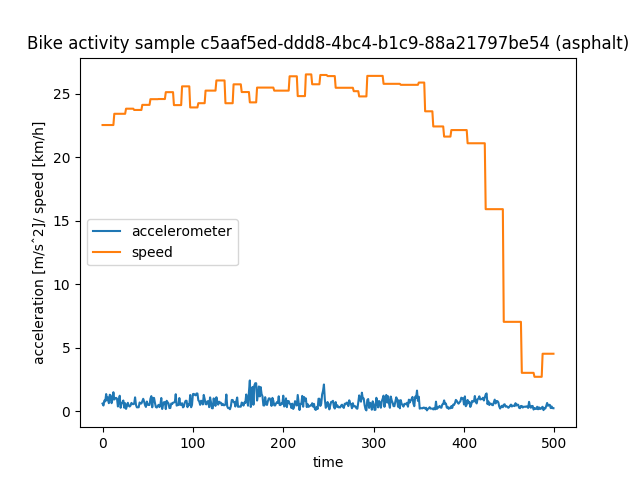 Bike activity sample c5aaf5ed-ddd8-4bc4-b1c9-88a21797be54 (asphalt)
acceleration [m/s^2]/ speed [km/h]
25
20
15
10
5
0
accelerometer
speed
0 100 200 300 400 500
time